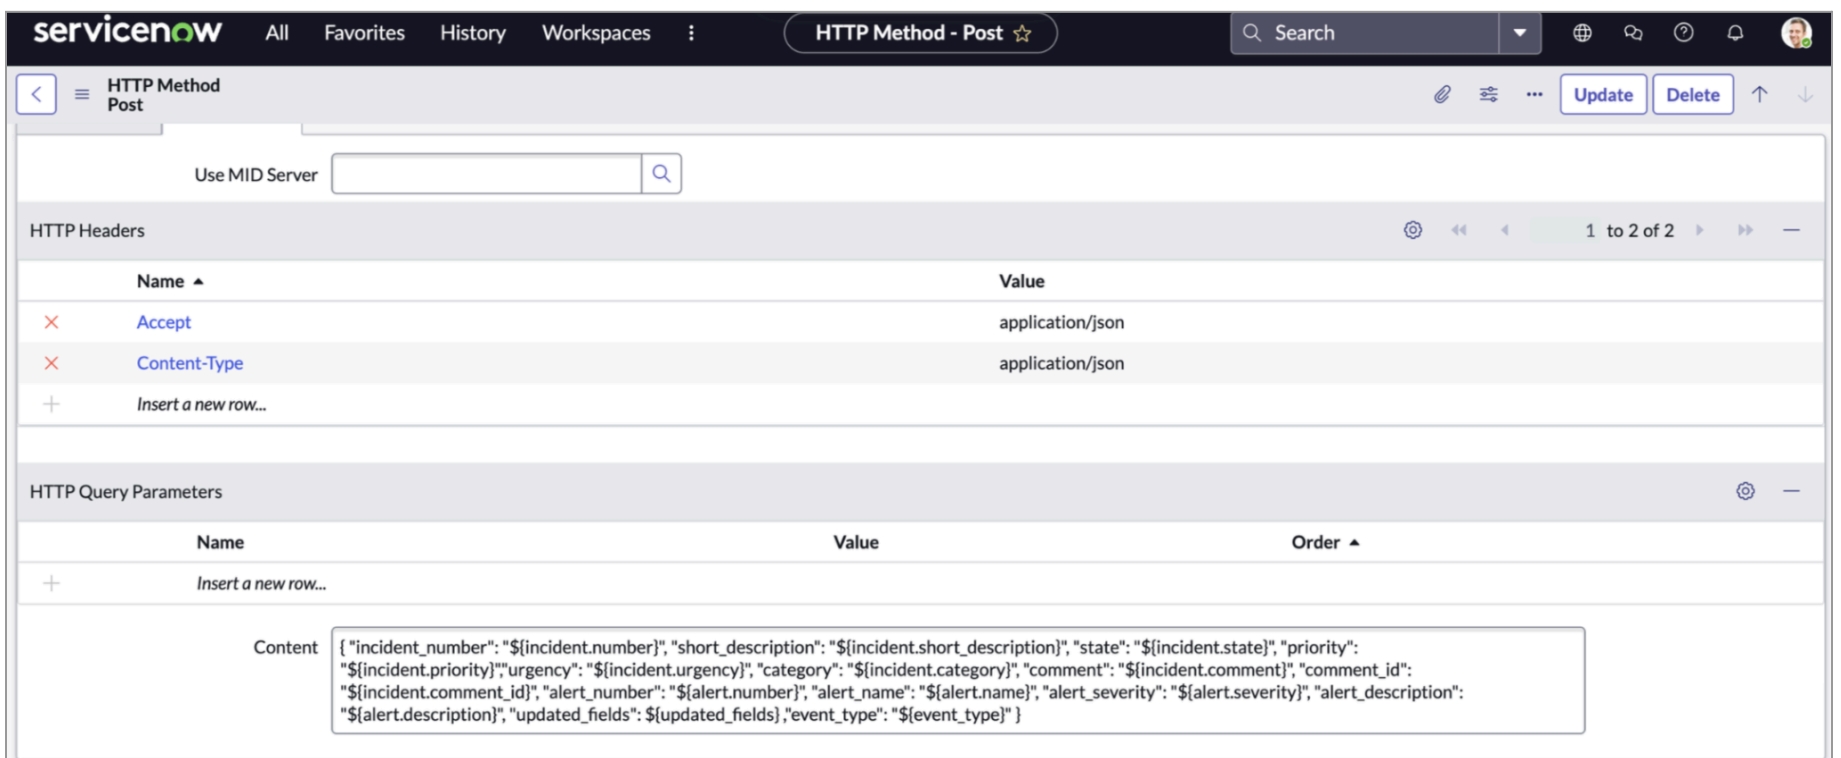 servicenow All Favorites History Workspaces HTTP Method - Post Search
HTTP Method
Post
Update Delete
Use MID Server
HTTP Headers 1 to 2 of 2
Name Value
Accept application/json
Content-Type application/json
Insert a new row...
HTTP Query Parameters
Name Value Order
Insert a new row...
Content { "incident_number": "${incident.number}", "short_description": "${incident.short_description}", "state": "${incident.state}", "priority":
"${incident.priority}","urgency": "${incident.urgency}", "category": "${incident.category}", "comment": "${incident.comment}", "comment_id":
"${incident.comment_id}", "alert_number": "${alert.number}", "alert_name": "${alert.name}", "alert_severity": "${alert.severity}", "alert_description":
"${alert.description}", "updated_fields": ${updated_fields},"event_type": "${event_type}" }